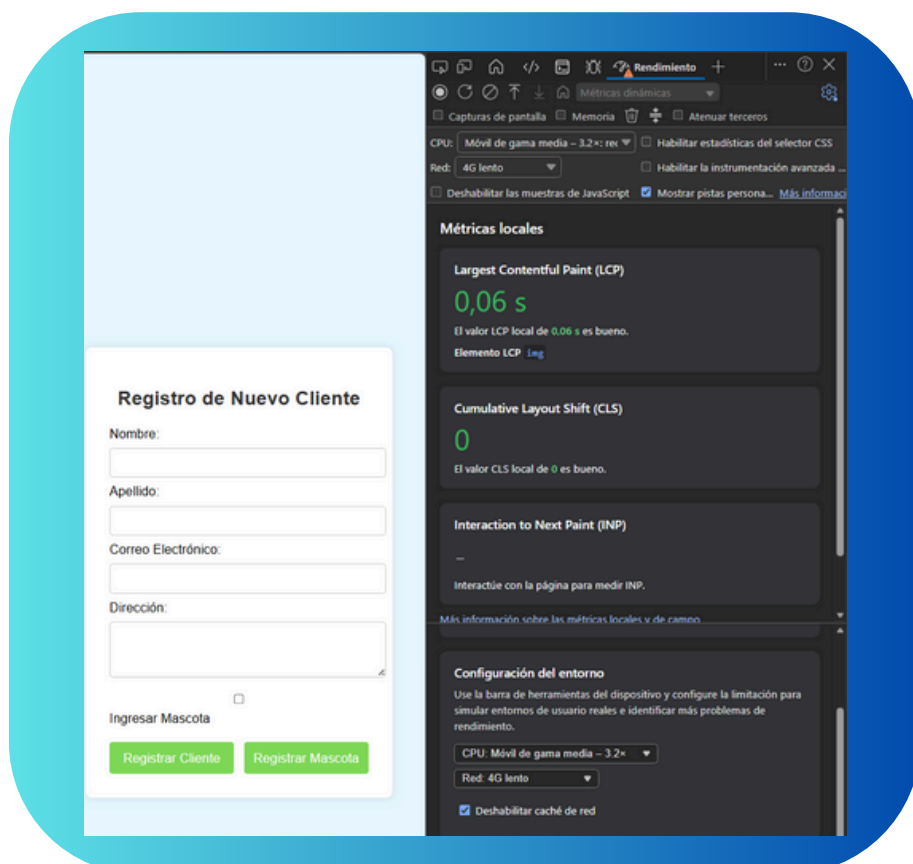 Registro de Nuevo Cliente
Nombre:
Apellido:
Correo Electrónico:
Dirección:
Ingresar Mascota
Registrar Cliente Registrar Mascota
Rendimiento
Métricas dinámicas
Capturas de pantalla Memoria Atenuar terceros
CPU: Móvil de gama media – 3.2×: rec Habilitar estadísticas del selector CSS
Red: 4G lento Habilitar la instrumentación avanzada ...
Deshabilitar las muestras de JavaScript Mostrar pistas persona... Más informaci
Métricas locales
Largest Contentful Paint (LCP)
0,06 s
El valor LCP local de 0,06 s es bueno.
Elemento LCP img
Cumulative Layout Shift (CLS)
0
El valor CLS local de 0 es bueno.
Interaction to Next Paint (INP)
–
Interactúe con la página para medir INP.
Más información sobre las métricas locales y de campo
Configuración del entorno
Use la barra de herramientas del dispositivo y configure la limitación para
simular entornos de usuario reales e identificar más problemas de
rendimiento.
CPU: Móvil de gama media – 3.2×
Red: 4G lento
Deshabilitar caché de red